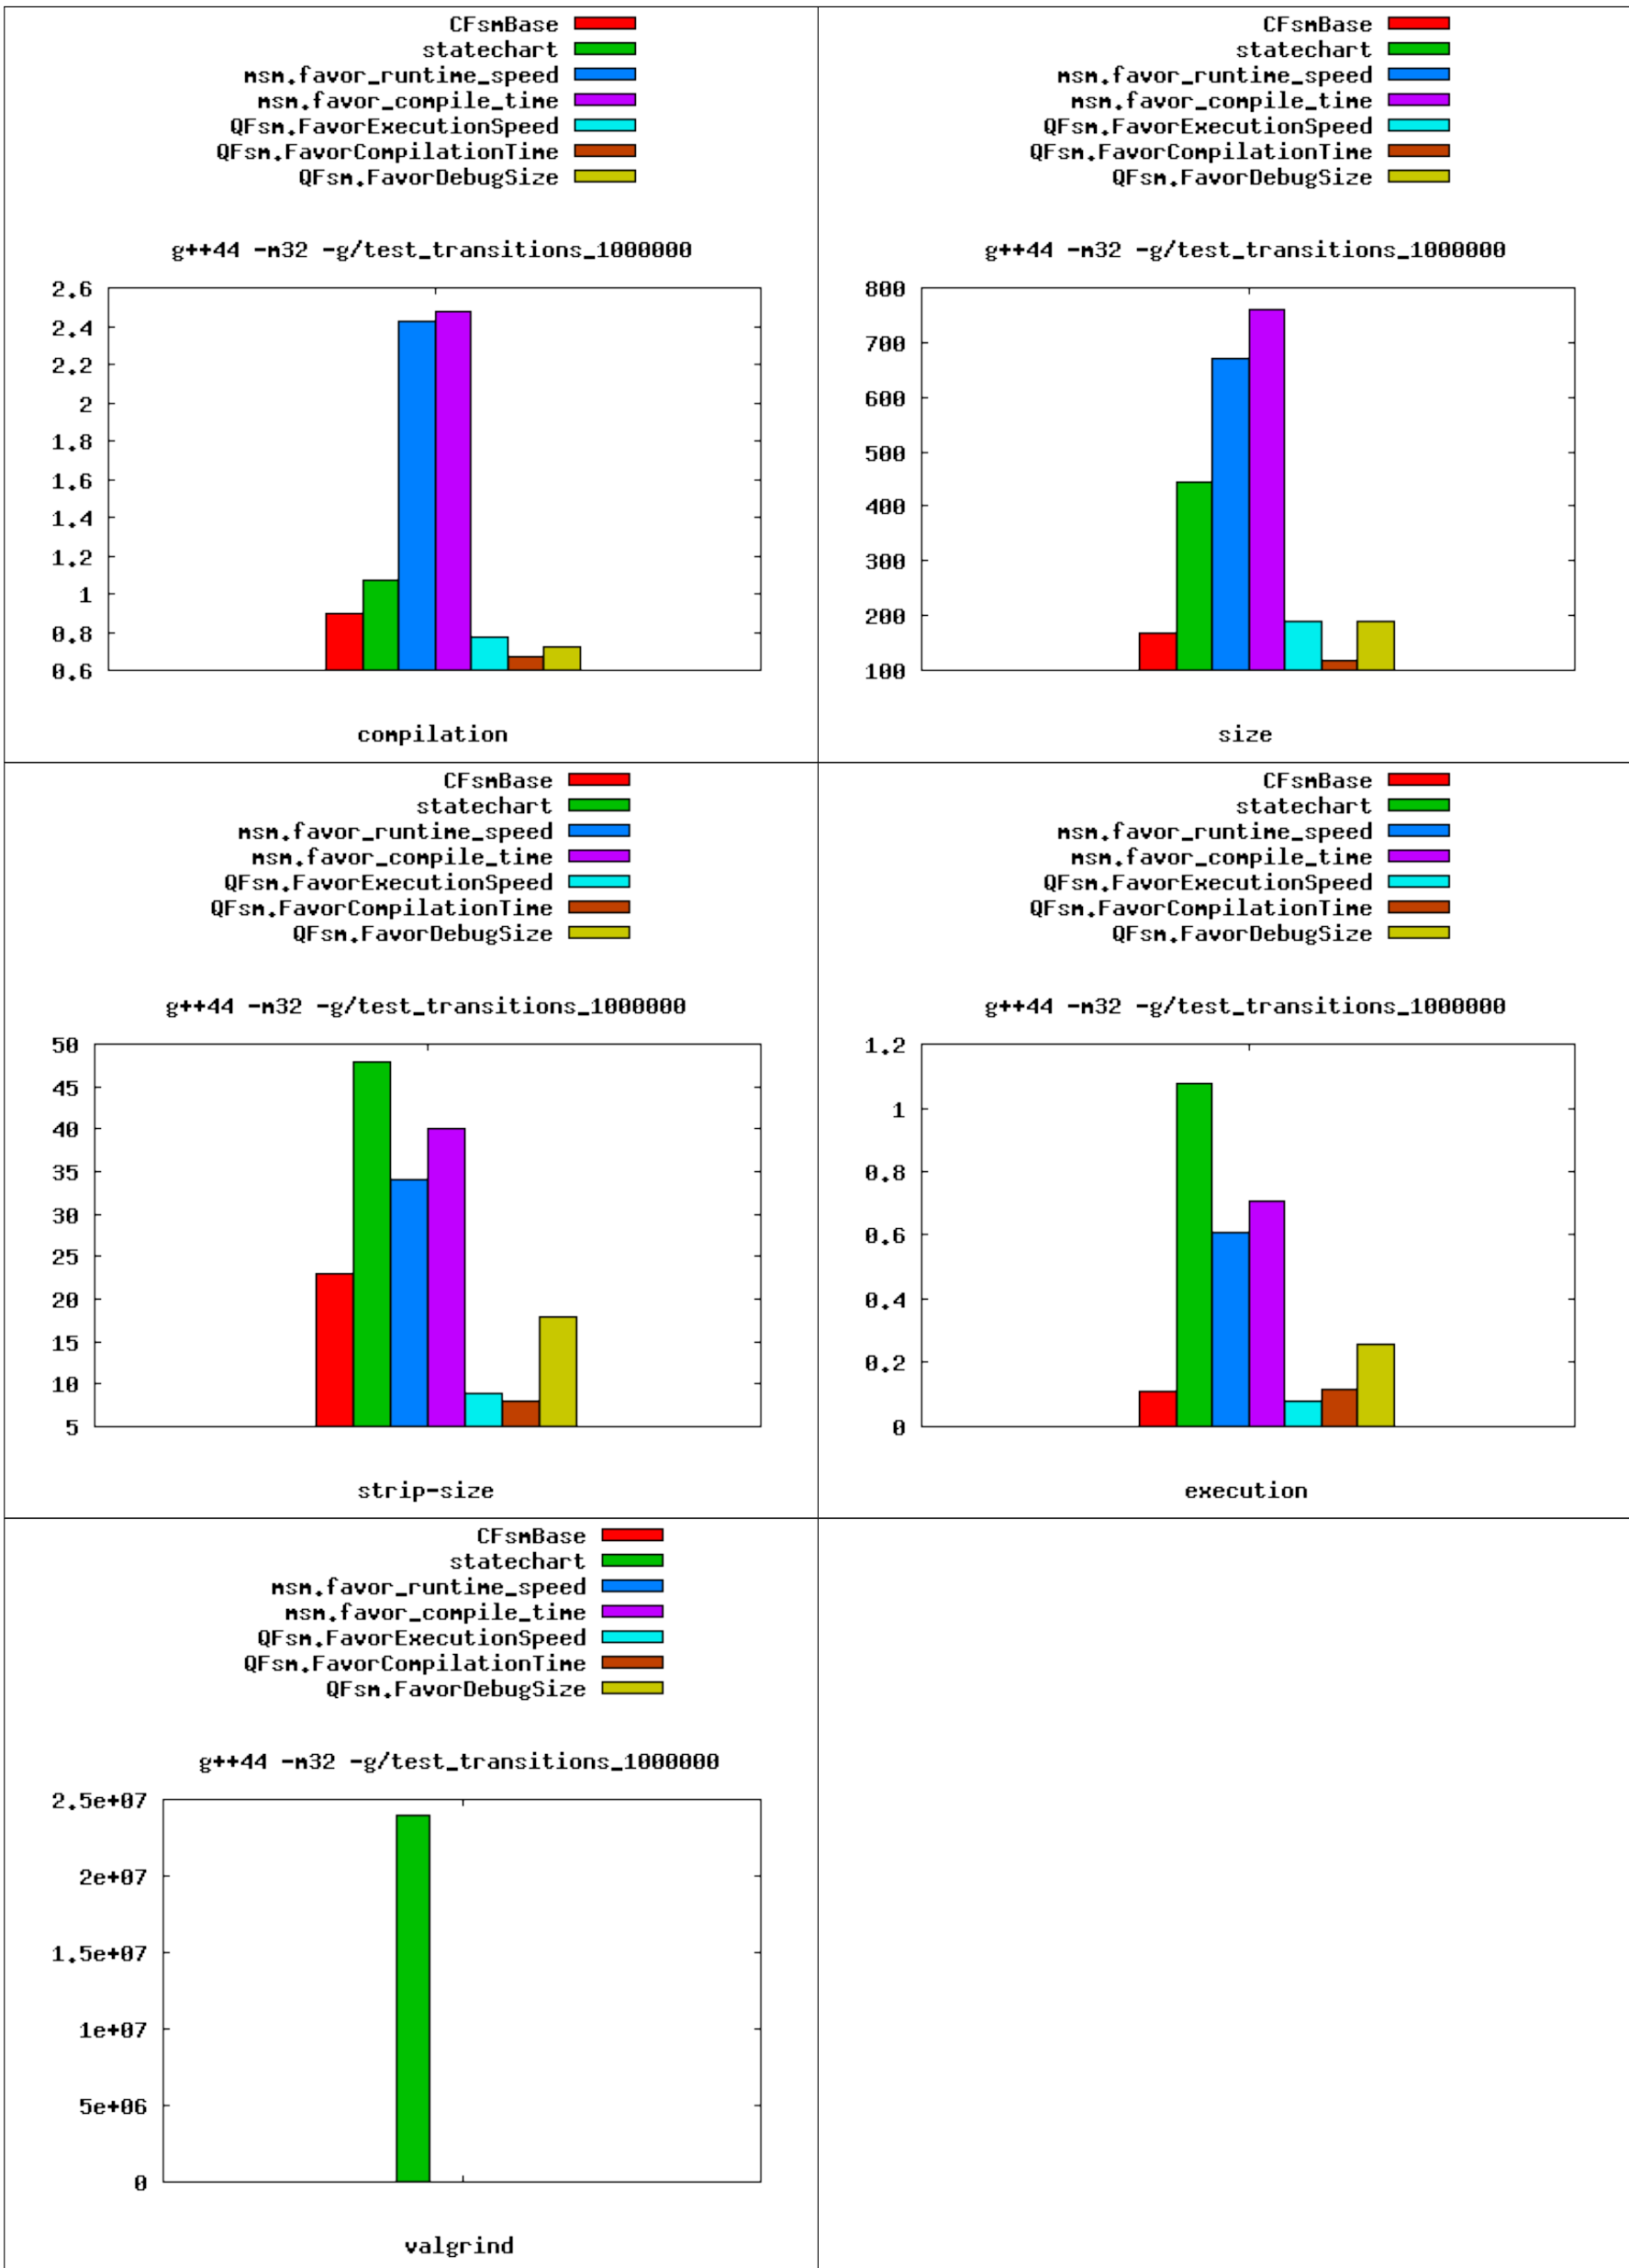 CFsmBase
statechart
msm.favor_runtime_speed
msm.favor_compile_time
QFsm.FavorExecutionSpeed
QFsm.FavorCompilationTime
QFsm.FavorDebugSize
g++44 -m32 -g/test_transitions_1000000
2.6
2.4
2.2
2
1.8
1.6
1.4
1.2
1
0.8
0.6
compilation
CFsmBase
statechart
msm.favor_runtime_speed
msm.favor_compile_time
QFsm.FavorExecutionSpeed
QFsm.FavorCompilationTime
QFsm.FavorDebugSize
g++44 -m32 -g/test_transitions_1000000
800
700
600
500
400
300
200
100
size
CFsmBase
statechart
msm.favor_runtime_speed
msm.favor_compile_time
QFsm.FavorExecutionSpeed
QFsm.FavorCompilationTime
QFsm.FavorDebugSize
g++44 -m32 -g/test_transitions_1000000
50
45
40
35
30
25
20
15
10
5
strip-size
CFsmBase
statechart
msm.favor_runtime_speed
msm.favor_compile_time
QFsm.FavorExecutionSpeed
QFsm.FavorCompilationTime
QFsm.FavorDebugSize
g++44 -m32 -g/test_transitions_1000000
1.2
1
0.8
0.6
0.4
0.2
0
execution
CFsmBase
statechart
msm.favor_runtime_speed
msm.favor_compile_time
QFsm.FavorExecutionSpeed
QFsm.FavorCompilationTime
QFsm.FavorDebugSize
g++44 -m32 -g/test_transitions_1000000
2.5e+07
2e+07
1.5e+07
1e+07
5e+06
0
valgrind